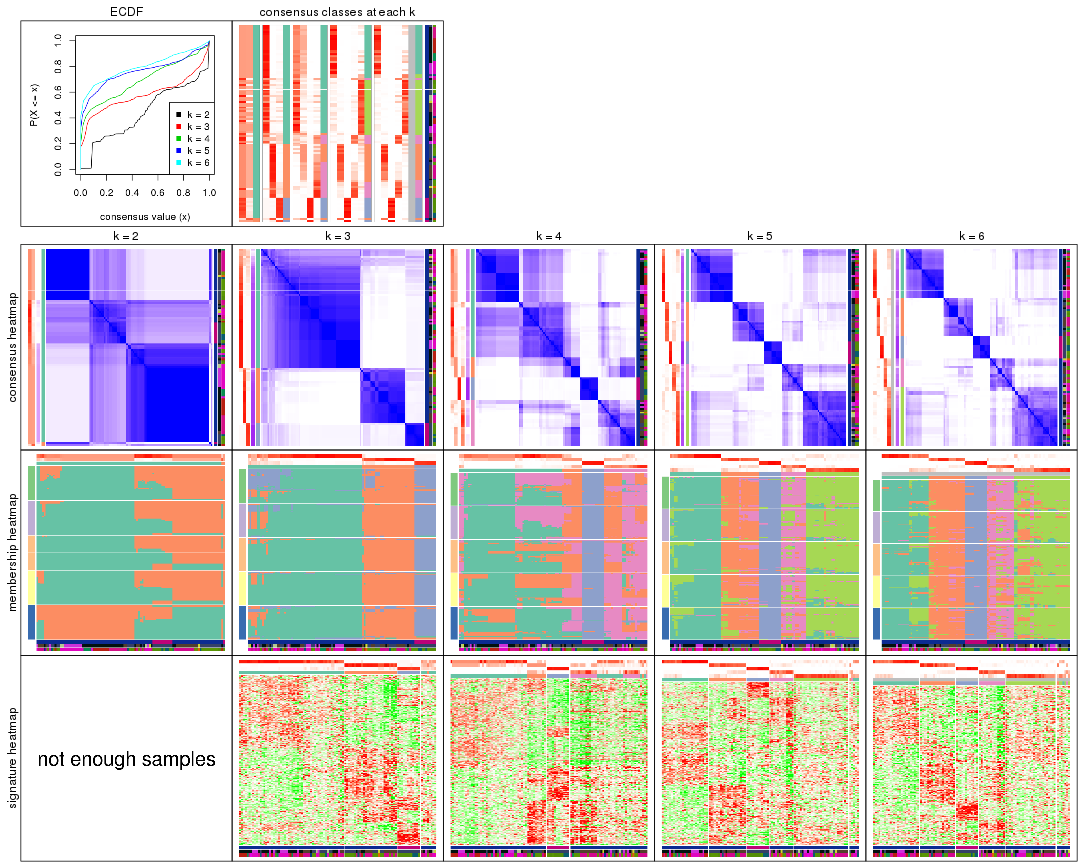 ECDF
consensus classes at each k
P(X <= x)
0.0 0.2 0.4 0.6 0.8 1.0
k = 2
k = 3
k = 4
k = 5
k = 6
0.0 0.2 0.4 0.6 0.8 1.0
consensus value (x)
k = 2
k = 3
k = 4
k = 5
k = 6
consensus heatmap
membership heatmap
signature heatmap
not enough samples